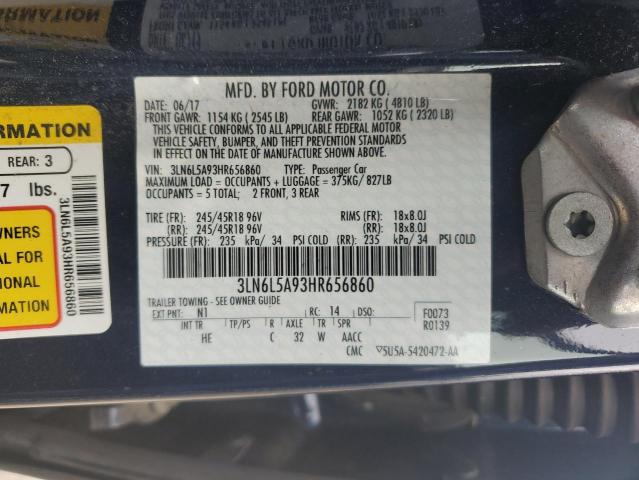 MFD. BY FORD MOTOR CO.
DATE: 06/17 GVWR: 2182 KG ( 4810 LB)
FRONT GAWR: 1154 KG ( 2545 LB) REAR GAWR: 1052 KG ( 2320 LB)
THIS VEHICLE CONFORMS TO ALL APPLICABLE FEDERAL MOTOR
VEHICLE SAFETY, BUMPER, AND THEFT PREVENTION STANDARDS
IN EFFECT ON THE DATE OF MANUFACTURE SHOWN ABOVE.
VIN: 3LN6L5A93HR656860 TYPE: Passenger Car
MAXIMUM LOAD = OCCUPANTS + LUGGAGE = 375KG/ 827LB
OCCUPANTS = 5 TOTAL: 2 FRONT, 3 REAR
TIRE (FR): 245/45R18 96V RIMS (FR): 18x8.0J
(RR): 245/45R18 96V (RR): 18x8.0J
PRESSURE (FR): 235 kPa/ 34 PSI COLD (RR): 235 kPa/ 34 PSI COLD
3LN6L5A93HR656860
TRAILER TOWING - SEE OWNER GUIDE
EXT PNT: N1 RC: 14 DSO: F0073
INT TR TP/PS R AXLE TR SPR R0139
HE C 32 W AACC
CMC 5U5A-5420472-AA
ORMATION
REAR: 3
7 lbs.
WNERS
AL FOR
IONAL
ON
3LN6L5A93HR656860